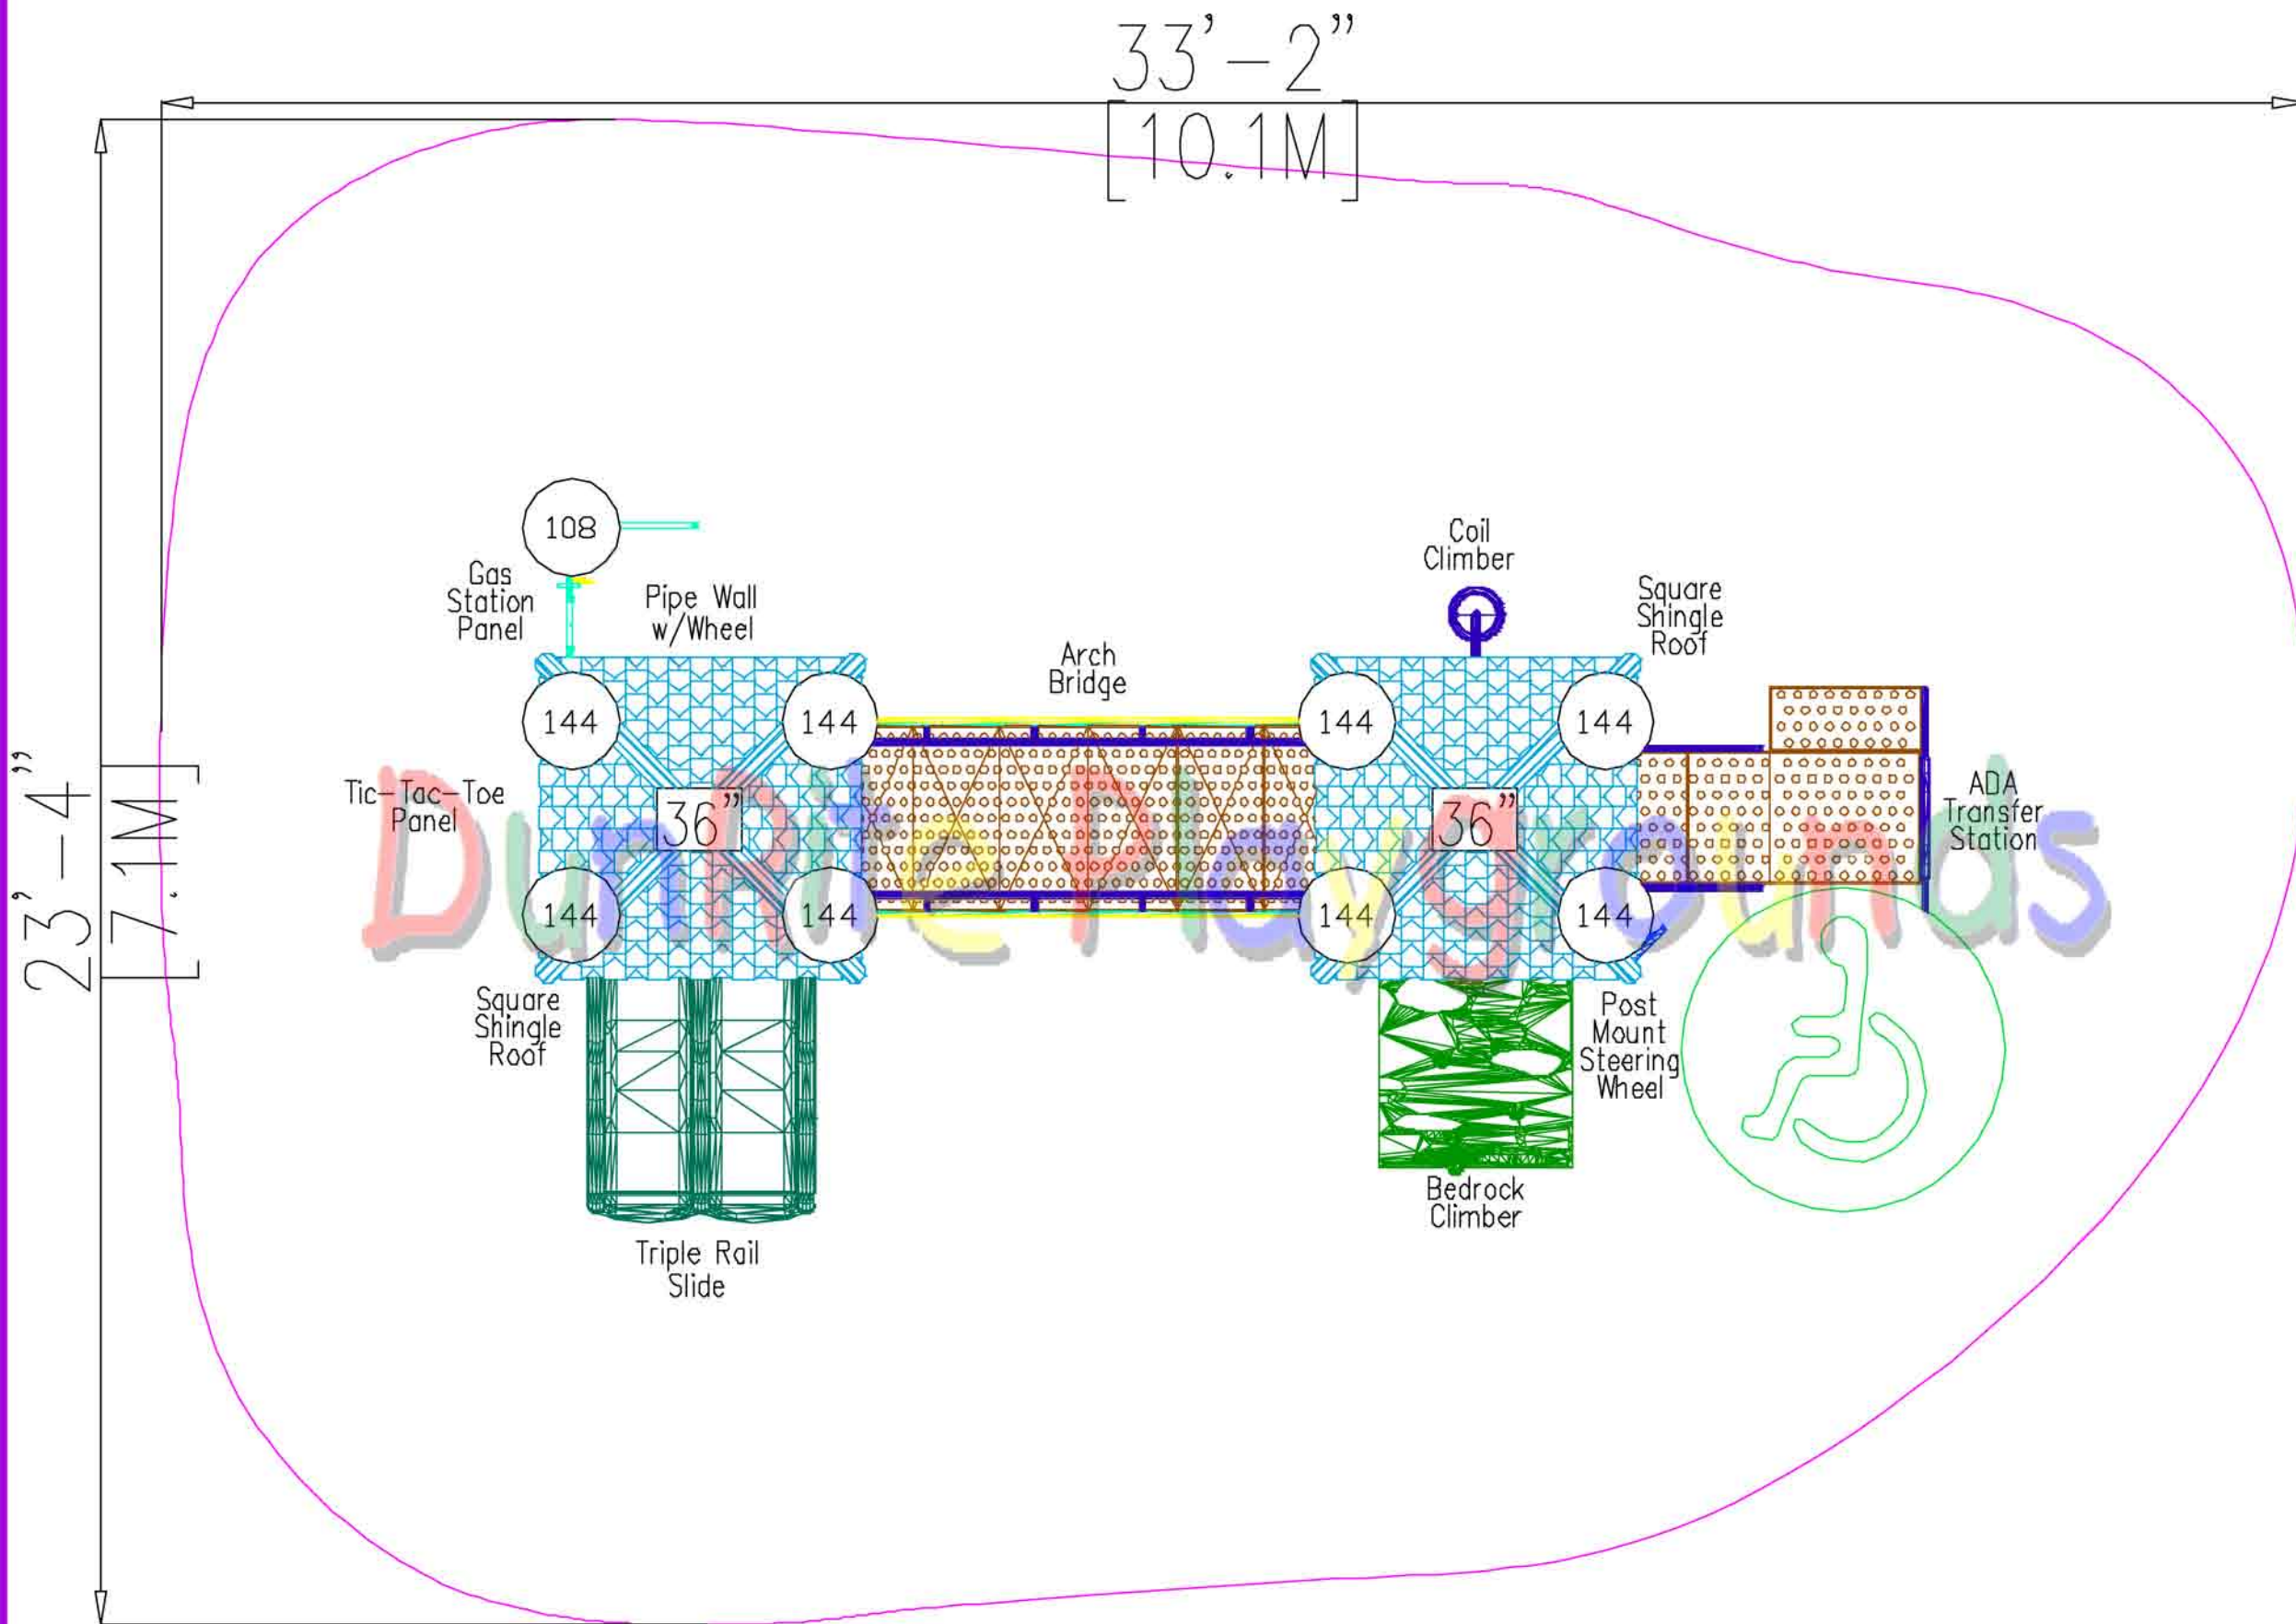 33’-2”
[10.1M]
23’-4”
[7.1M]
108
Gas
Station
Panel
Pipe Wall
w/Wheel
Coil
Climber
Square
Shingle
Roof
Arch
Bridge
144
144
144
144
Tic-Tac-Toe
Panel
36”
36”
ADA
Transfer
Station
DunRite Playgrounds
144
144
144
144
Square
Shingle
Roof
Post
Mount
Steering
Wheel
Bedrock
Climber
Triple Rail
Slide